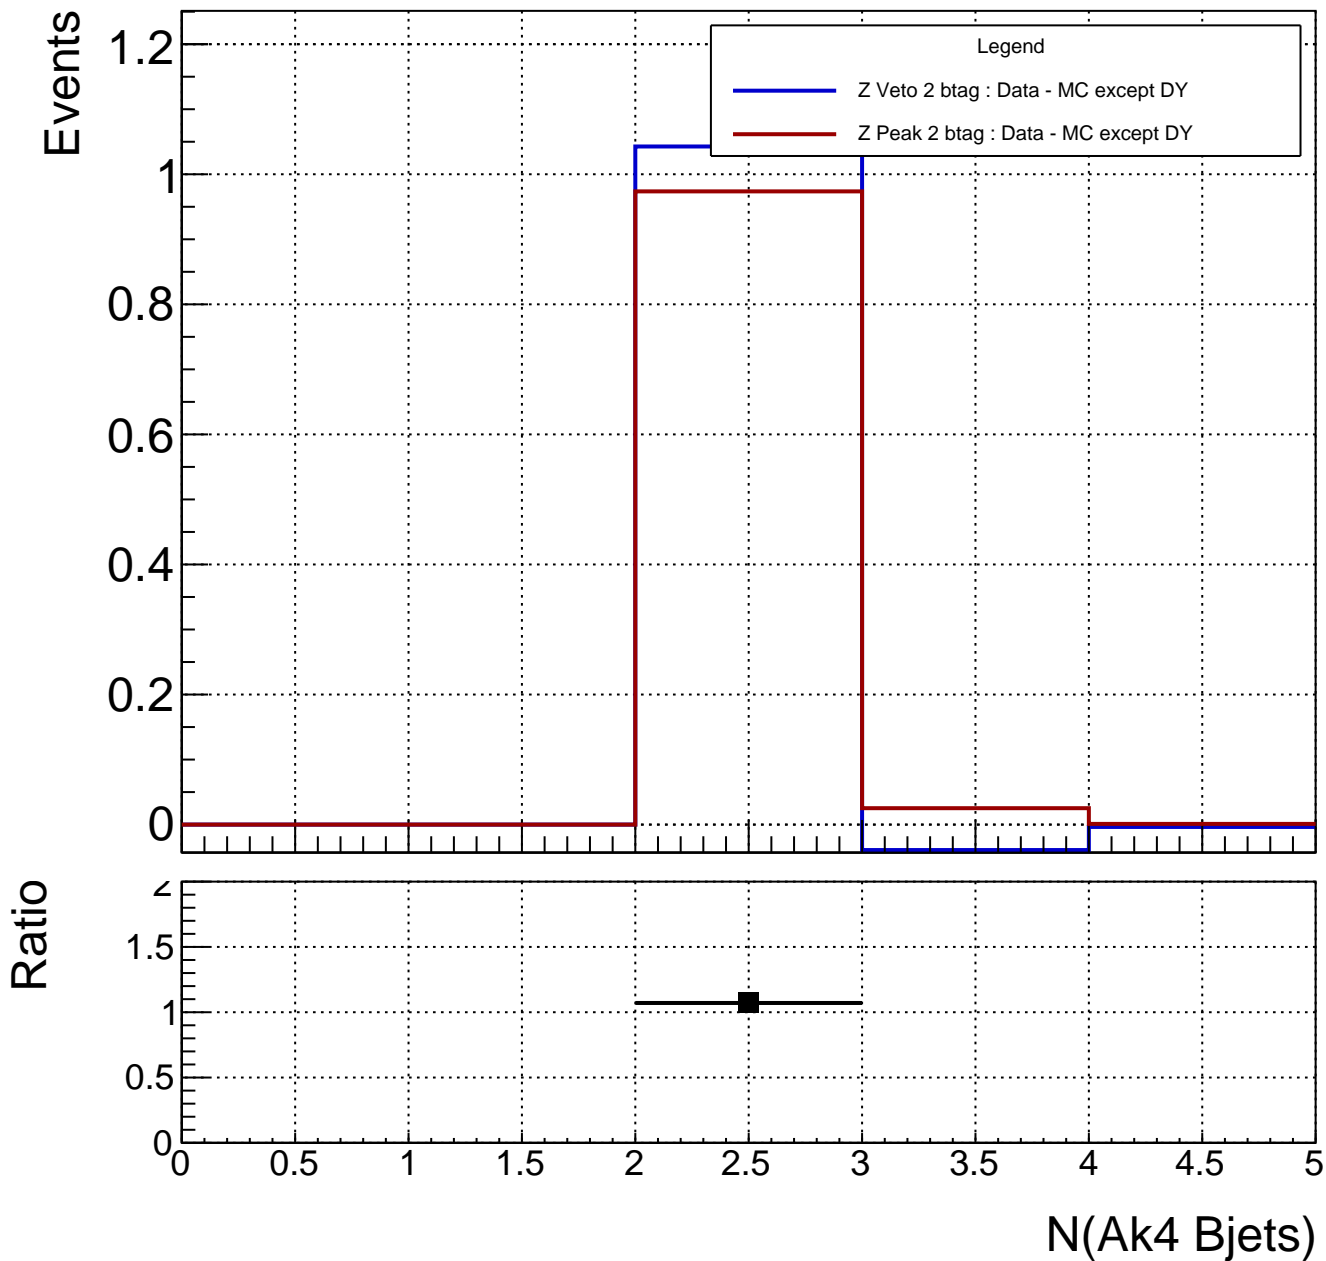 Events
1.2
1
0.8
0.6
0.4
0.2
0
Legend
Z Veto 2 btag : Data - MC except DY
Z Peak 2 btag : Data - MC except DY
Ratio
2
1.5
1
0.5
0
0 0.5 1 1.5 2 2.5 3 3.5 4 4.5 5
N(Ak4 Bjets)